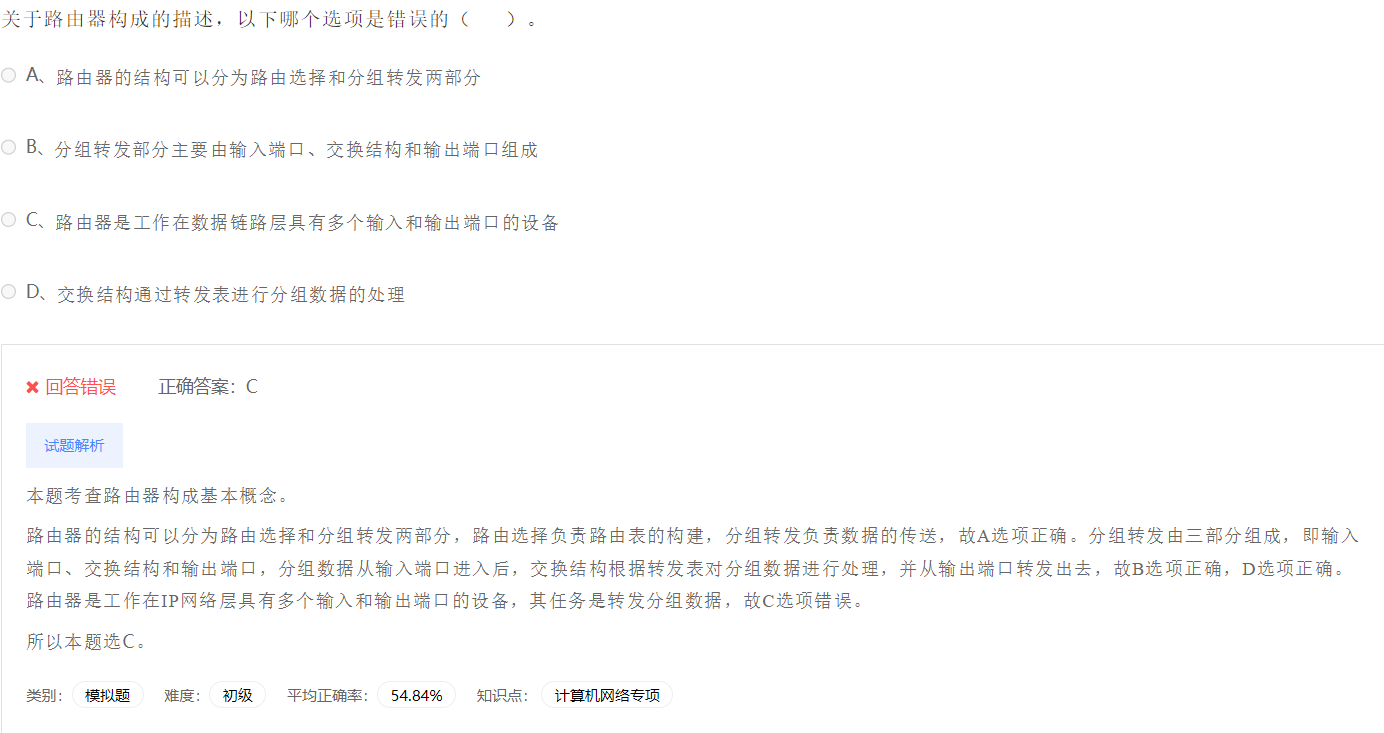 关于路由器构成的描述，以下哪个选项是错误的（　　）。
A、路由器的结构可以分为路由选择和分组转发两部分
B、分组转发部分主要由输入端口、交换结构和输出端口组成
C、路由器是工作在数据链路层具有多个输入和输出端口的设备
D、交换结构通过转发表进行分组数据的处理
✖ 回答错误 正确答案：C
试题解析
本题考查路由器构成基本概念。
路由器的结构可以分为路由选择和分组转发两部分，路由选择负责路由表的构建，分组转发负责数据的传送，故A选项正确。分组转发由三部分组成，即输入
端口、交换结构和输出端口，分组数据从输入端口进入后，交换结构根据转发表对分组数据进行处理，并从输出端口转发出去，故B选项正确，D选项正确。
路由器是工作在IP网络层具有多个输入和输出端口的设备，其任务是转发分组数据，故C选项错误。
所以本题选C。
类别： 模拟题 难度： 初级 平均正确率： 54.84% 知识点： 计算机网络专项